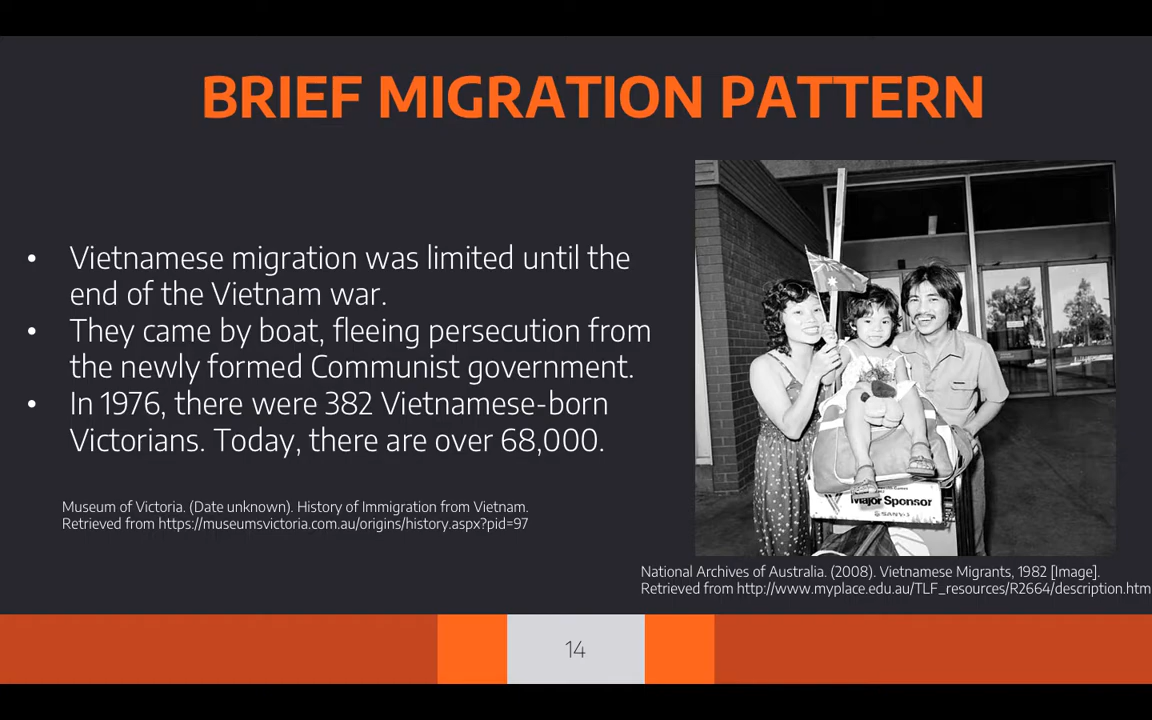 BRIEF MIGRATION PATTERN
• Vietnamese migration was limited until the
end of the Vietnam war.
• They came by boat, fleeing persecution from
the newly formed Communist government.
• In 1976, there were 382 Vietnamese-born
Victorians. Today, there are over 68,000.
Museum of Victoria. (Date unknown). History of Immigration from Vietnam.
Retrieved from https://museumsvictoria.com.au/origins/history.aspx?pid=97
Major Sponsor
SANYO
National Archives of Australia. (2008). Vietnamese Migrants, 1982 [Image].
Retrieved from http://www.myplace.edu.au/TLF_resources/R2664/description.htm
14